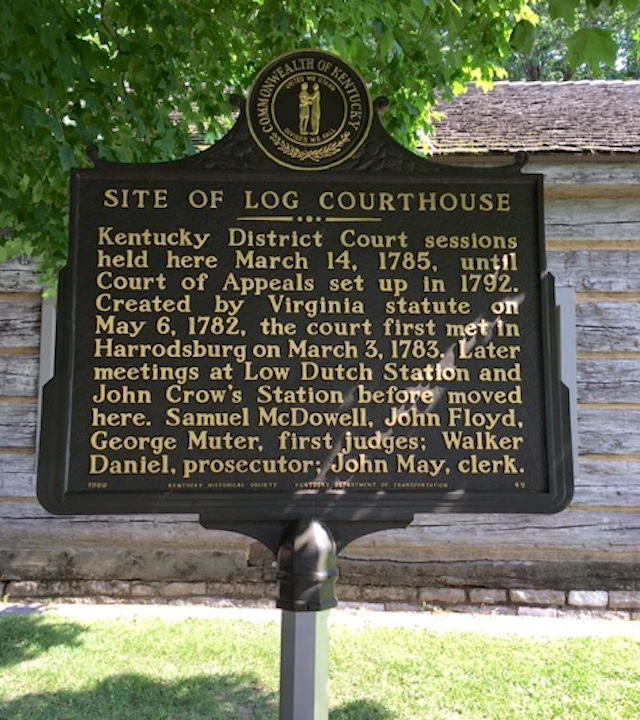 COMMONWEALTH OF KENTUCKY
UNITED WE STAND
DIVIDED WE FALL
SITE OF LOG COURTHOUSE
Kentucky District Court sessions
held here March 14, 1785, until
Court of Appeals set up in 1792.
Created by Virginia statute on
May 6, 1782, the court first met in
Harrodsburg on March 3, 1783. Later
meetings at Low Dutch Station and
John Crow's Station before moved
here. Samuel McDowell, John Floyd,
George Muter, first judges; Walker
Daniel, prosecutor; John May, clerk.
1980 KENTUCKY HISTORICAL SOCIETY KENTUCKY DEPARTMENT OF TRANSPORTATION 49